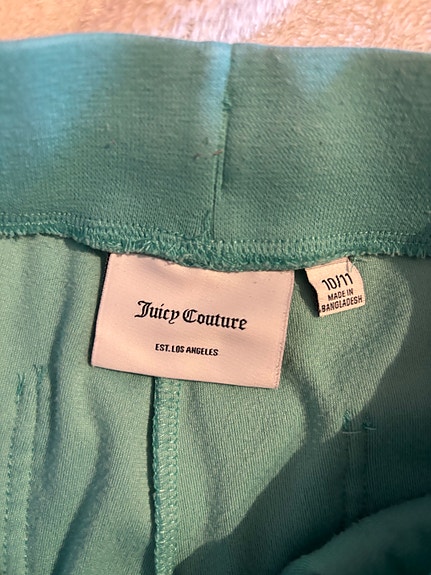 Juicy Couture
EST. LOS ANGELES
10/11
MADE IN
BANGLADESH